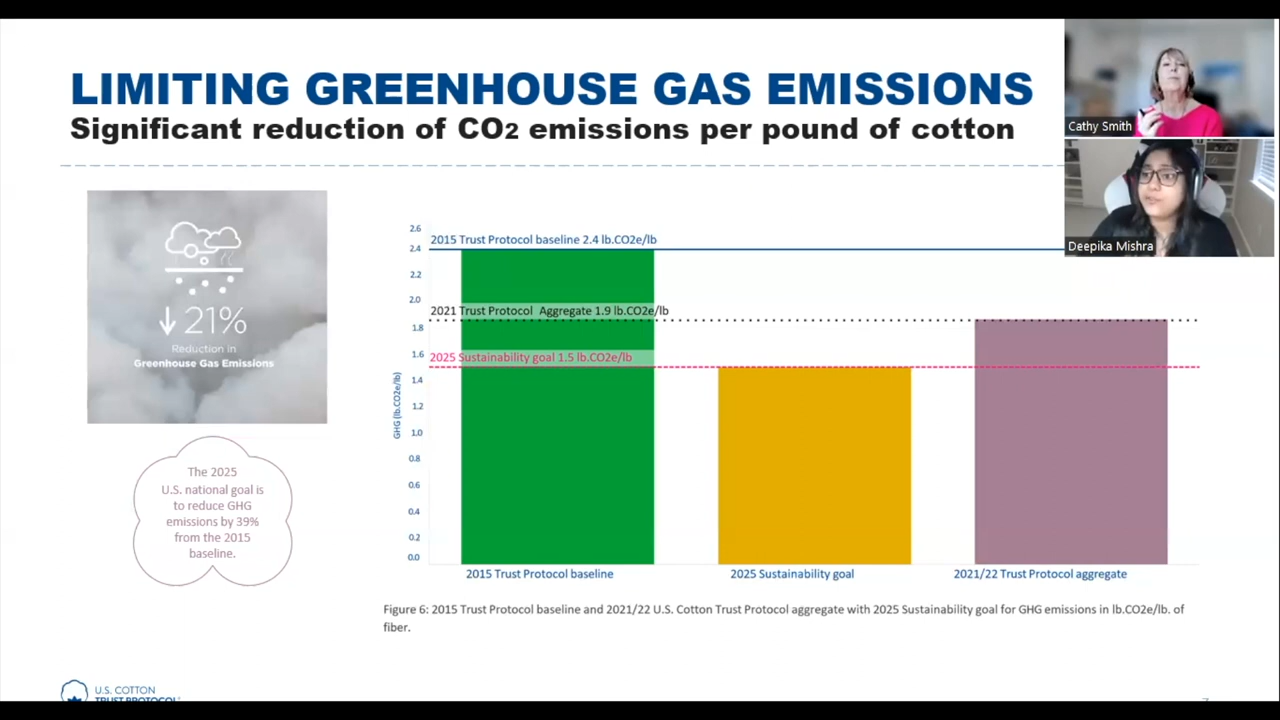 LIMITING GREENHOUSE GAS EMISSIONS
Significant reduction of CO2 emissions per pound of cotton
Cathy Smith
Deepika Mishra
↓ 21%
Reduction in
Greenhouse Gas Emissions
The 2025
U.S. national goal is
to reduce GHG
emissions by 39%
from the 2015
baseline.
GHG (lb.CO2e/lb)
2.6
2.4
2.2
2.0
1.8
1.6
1.4
1.2
1.0
0.8
0.6
0.4
0.2
0.0
2015 Trust Protocol baseline 2.4 lb.CO2e/lb
2021 Trust Protocol Aggregate 1.9 lb.CO2e/lb
2025 Sustainability goal 1.5 lb.CO2e/lb
2015 Trust Protocol baseline
2025 Sustainability goal
2021/22 Trust Protocol aggregate
Figure 6: 2015 Trust Protocol baseline and 2021/22 U.S. Cotton Trust Protocol aggregate with 2025 Sustainability goal for GHG emissions in lb.CO2e/lb. of
fiber.
U.S. COTTON
TRUST PROTOCOL